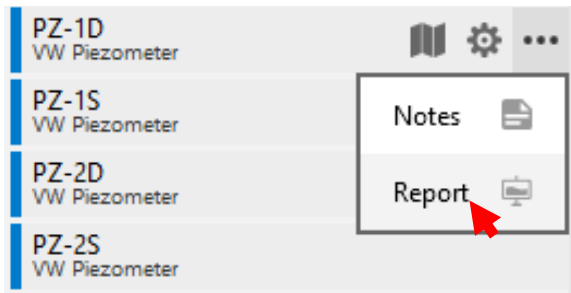 PZ-1D
VW Piezometer
PZ-1S
VW Piezometer
Notes
PZ-2D
VW Piezometer
Report
PZ-2S
VW Piezometer